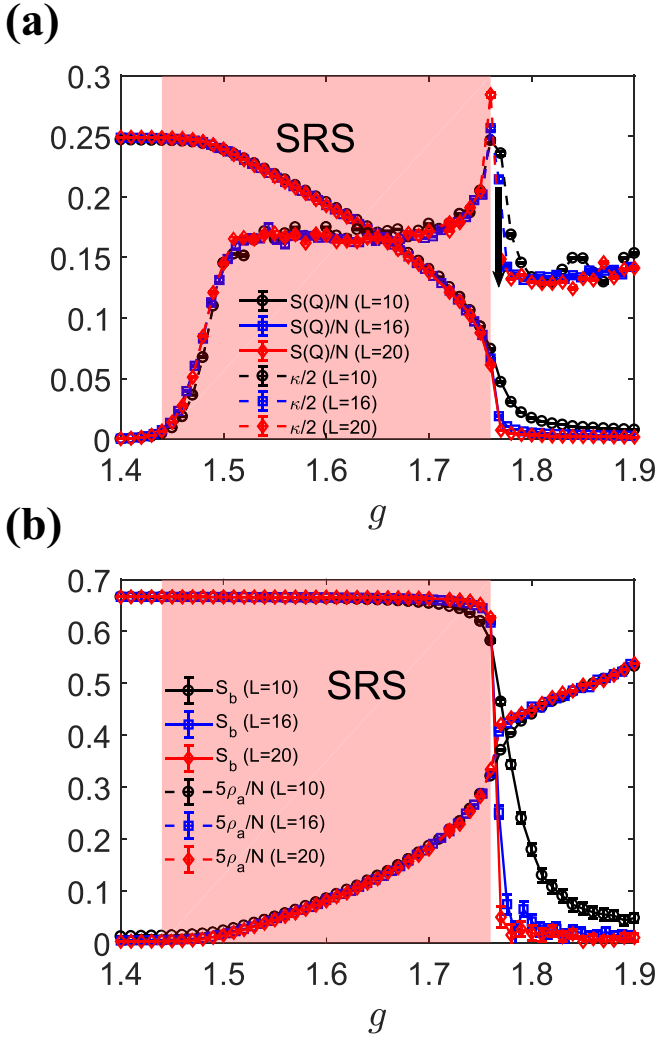 (a)
0.3
0.25
0.2
0.15
0.1
0.05
0
SRS
S(Q)/N (L=10)
S(Q)/N (L=16)
S(Q)/N (L=20)
κ/2 (L=10)
κ/2 (L=16)
κ/2 (L=20)
1.4 1.5 1.6 1.7 1.8 1.9
g
(b)
0.7
0.6
0.5
0.4
0.3
0.2
0.1
0
SRS
S_b (L=10)
S_b (L=16)
S_b (L=20)
5ρ_a/N (L=10)
5ρ_a/N (L=16)
5ρ_a/N (L=20)
1.4 1.5 1.6 1.7 1.8 1.9
g